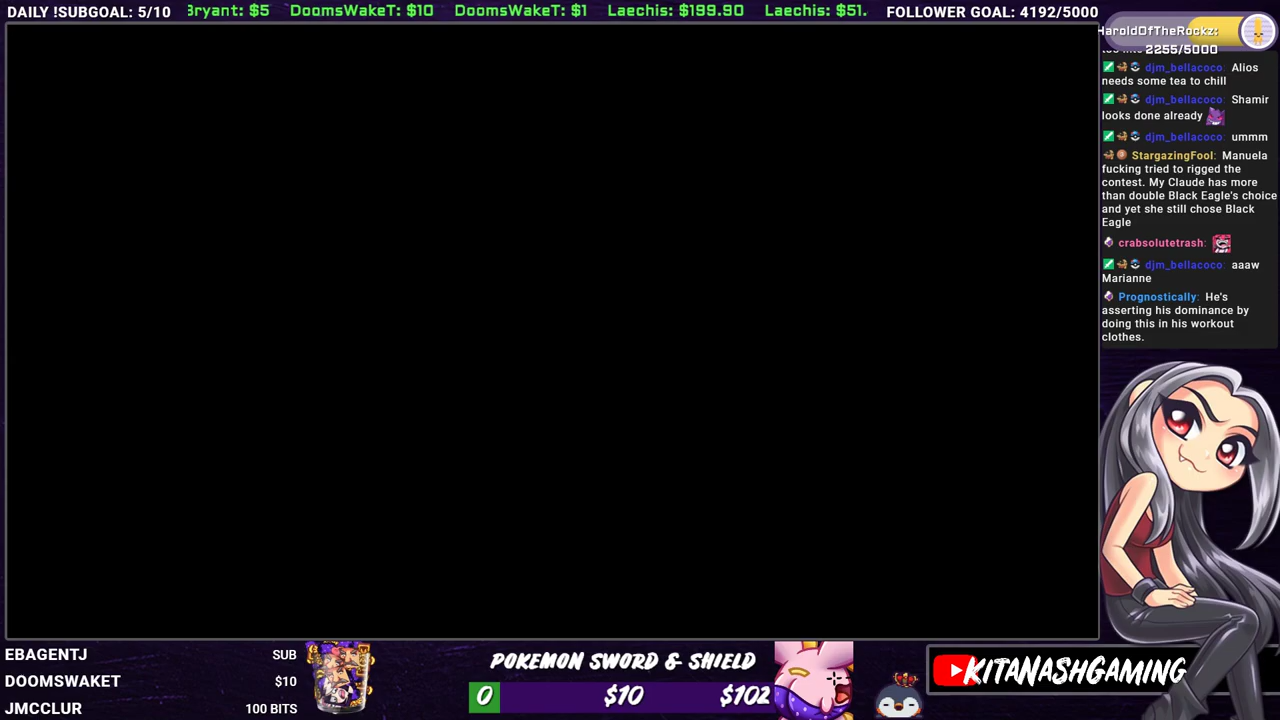 DAILY !SUBGOAL: 5/10
Bryant: $5 DoomsWakeT: $10 DoomsWakeT: $1 Laechis: $199.90 Laechis: $51.
FOLLOWER GOAL: 4192/5000
HaroldOfTheRockz:
2255/5000
djm_bellacoco: Alios
needs some tea to chill
djm_bellacoco: Shamir
looks done already
djm_bellacoco: ummm
StargazingFool: Manuela
fucking tried to rigged the
contest. My Claude has more
than double Black Eagle's choice
and yet she still chose Black
Eagle
crabsolutetrash:
djm_bellacoco: aaaw
Marianne
Prognostically: He's
asserting his dominance by
doing this in his workout
clothes.
EBAGENTJ SUB
DOOMSWAKET $10
JMCCLUR 100 BITS
POKEMON SWORD & SHIELD
0 $10 $102
KITANASHGAMING